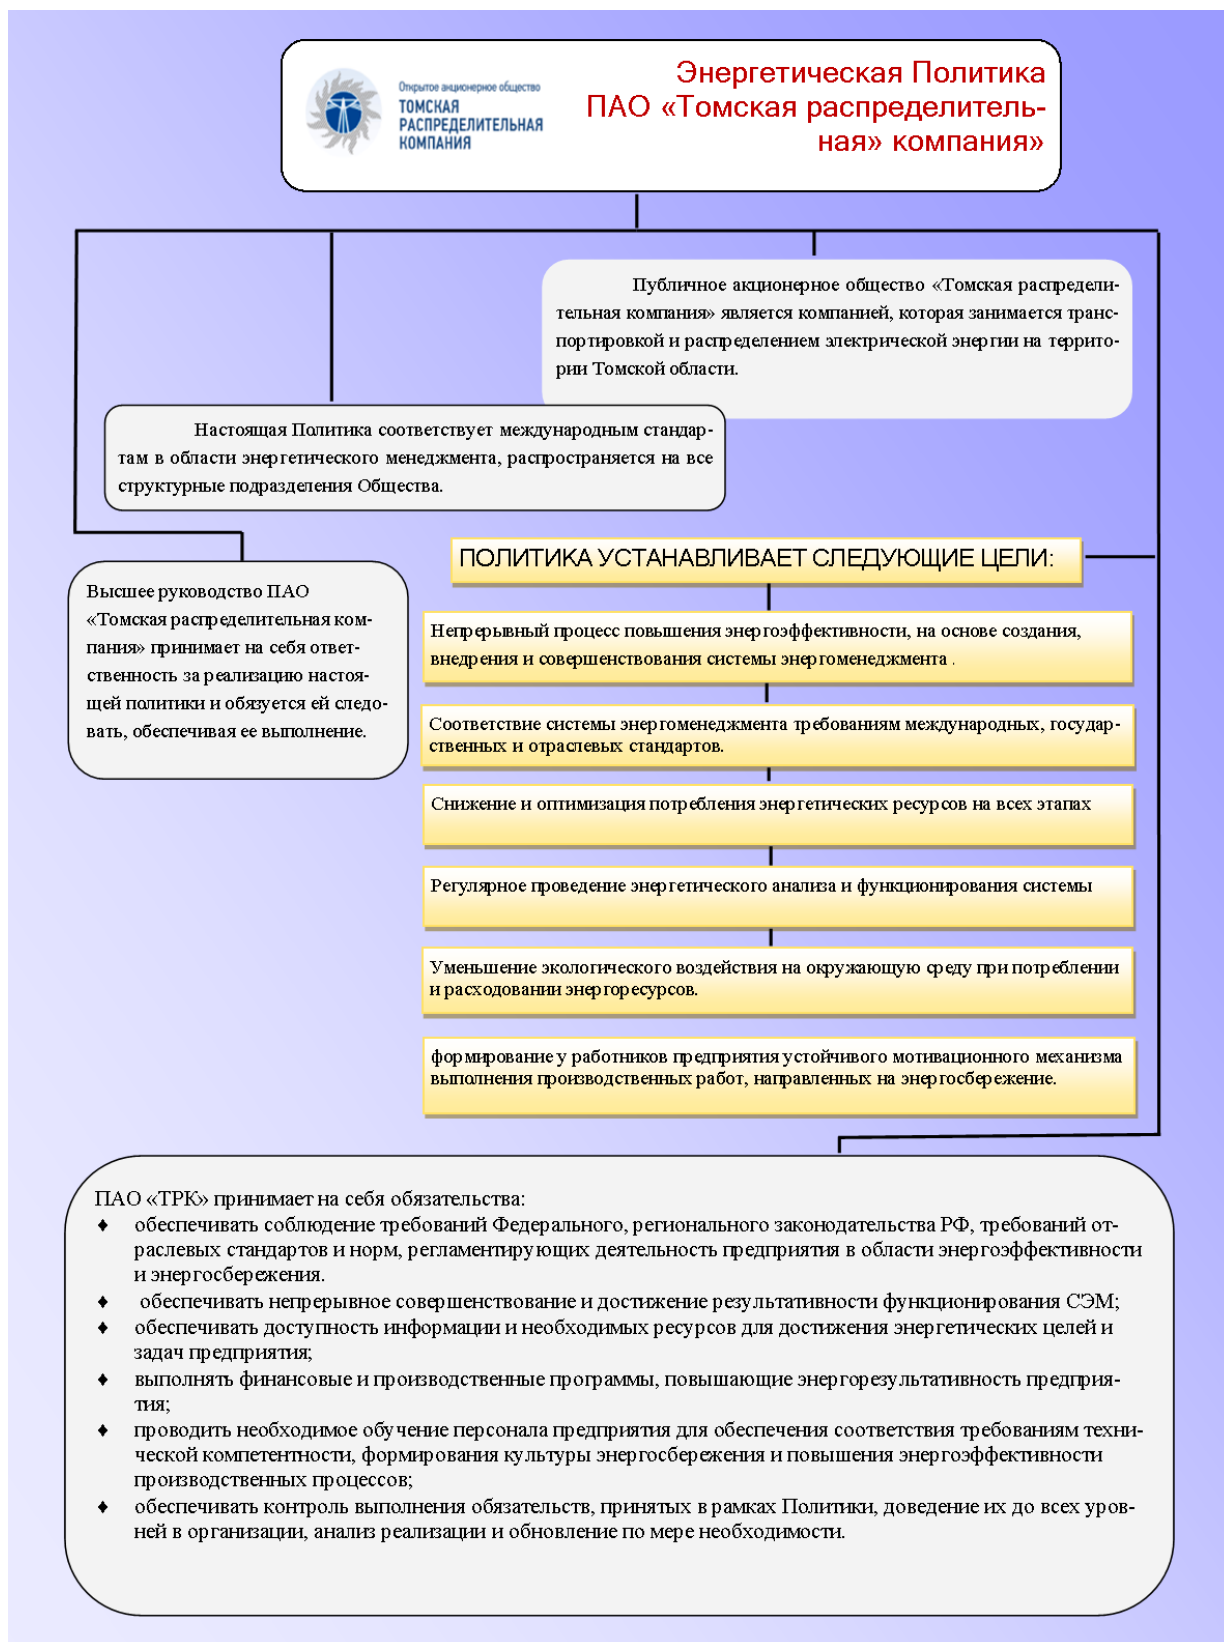 Открытое акционерное общество
ТОМСКАЯ
РАСПРЕДЕЛИТЕЛЬНАЯ
КОМПАНИЯ
Энергетическая Политика
ПАО «Томская распределитель-
ная» компания»
Публичное акционерное общество «Томская распредели-
тельная компания» является компанией, которая занимается транс-
портировкой и распределением электрической энергии на террито-
рии Томской области.
Настоящая Политика соответствует международным стандар-
там в области энергетического менеджмента, распространяется на все
структурные подразделения Общества.
Высшее руководство ПАО
«Томская распределительная ком-
пания» принимает на себя ответ-
ственность за реализацию настоя-
щей политики и обязуется ей следо-
вать, обеспечивая ее выполнение.
ПОЛИТИКА УСТАНАВЛИВАЕТ СЛЕДУЮЩИЕ ЦЕЛИ:
Непрерывный процесс повышения энергоэффективности, на основе создания,
внедрения и совершенствования системы энергоменеджмента .
Соответствие системы энергоменеджмента требованиям международных, государ-
ственных и отраслевых стандартов.
Снижение и оптимизация потребления энергетических ресурсов на всех этапах
Регулярное проведение энергетического анализа и функционирования системы
Уменьшение экологического воздействия на окружающую среду при потреблении
и расходовании энергоресурсов.
формирование у работников предприятия устойчивого мотивационного механизма
выполнения производственных работ, направленных на энергосбережение.
ПАО «ТРК» принимает на себя обязательства:
♦ обеспечивать соблюдение требований Федерального, регионального законодательства РФ, требований от-
раслевых стандартов и норм, регламентирующих деятельность предприятия в области энергоэффективности
и энергосбережения.
♦ обеспечивать непрерывное совершенствование и достижение результативности функционирования СЭМ;
♦ обеспечивать доступность информации и необходимых ресурсов для достижения энергетических целей и
задач предприятия;
♦ выполнять финансовые и производственные программы, повышающие энергорезультативность предприя-
тия;
♦ проводить необходимое обучение персонала предприятия для обеспечения соответствия требованиям техни-
ческой компетентности, формирования культуры энергосбережения и повышения энергоэффективности
производственных процессов;
♦ обеспечивать контроль выполнения обязательств, принятых в рамках Политики, доведение их до всех уров-
ней в организации, анализ реализации и обновление по мере необходимости.